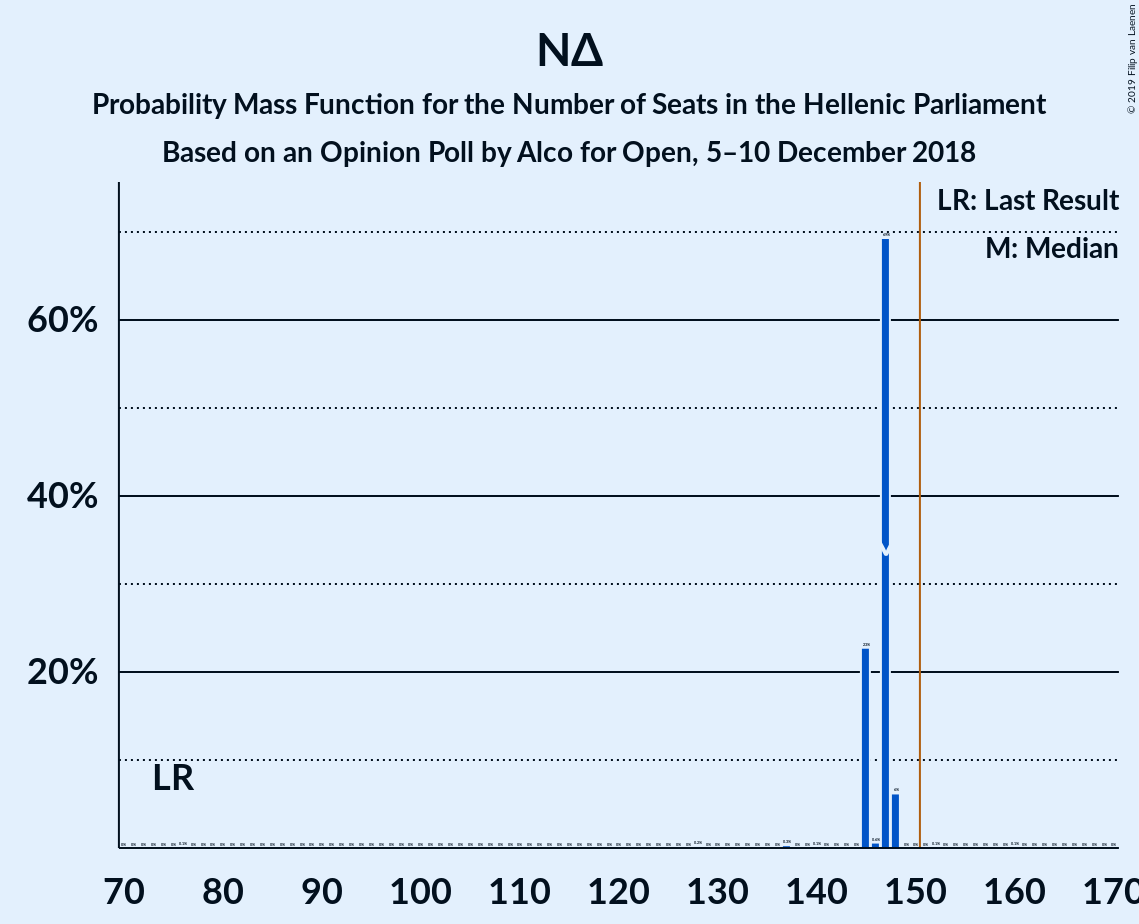 © 2019 Filip van Laenen
NΔ
Probability Mass Function for the Number of Seats in the Hellenic Parliament
Based on an Opinion Poll by Alco for Open, 5–10 December 2018
LR: Last Result
M: Median
60%
40%
20%
LR
M
70 80 90 100 110 120 130 140 150 160 170